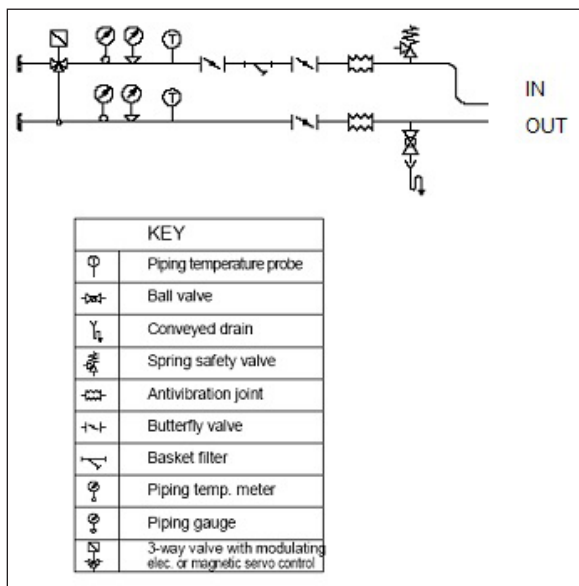 T
IN
T
OUT
KEY
T
Piping temperature probe
Ball valve
Conveyed drain
Spring safety valve
Antivibration joint
Butterfly valve
Basket filter
Piping temp. meter
Piping gauge
3-way valve with modulating
elec. or magnetic servo control